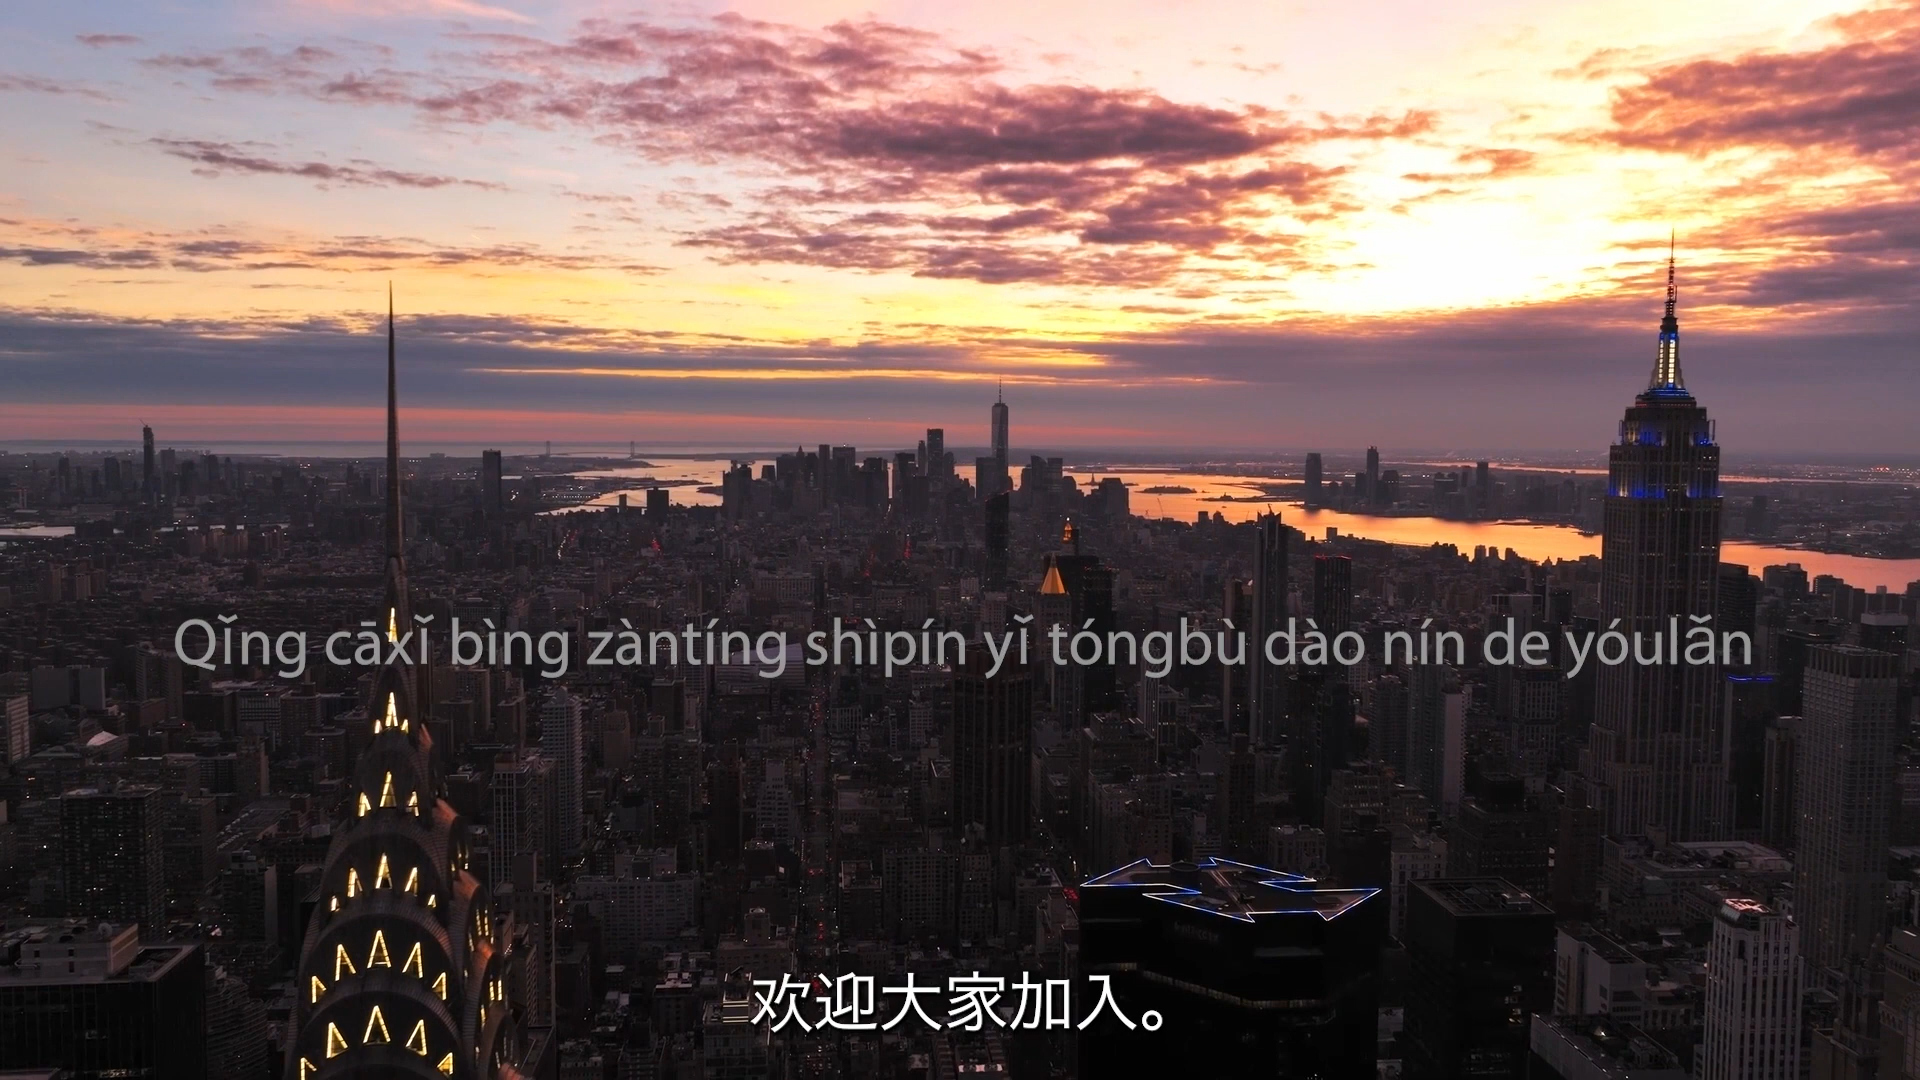 Qǐng cāxǐ bìng zàntíng shìpín yǐ tóngbù dào nín de yóulǎn
欢迎大家加入。